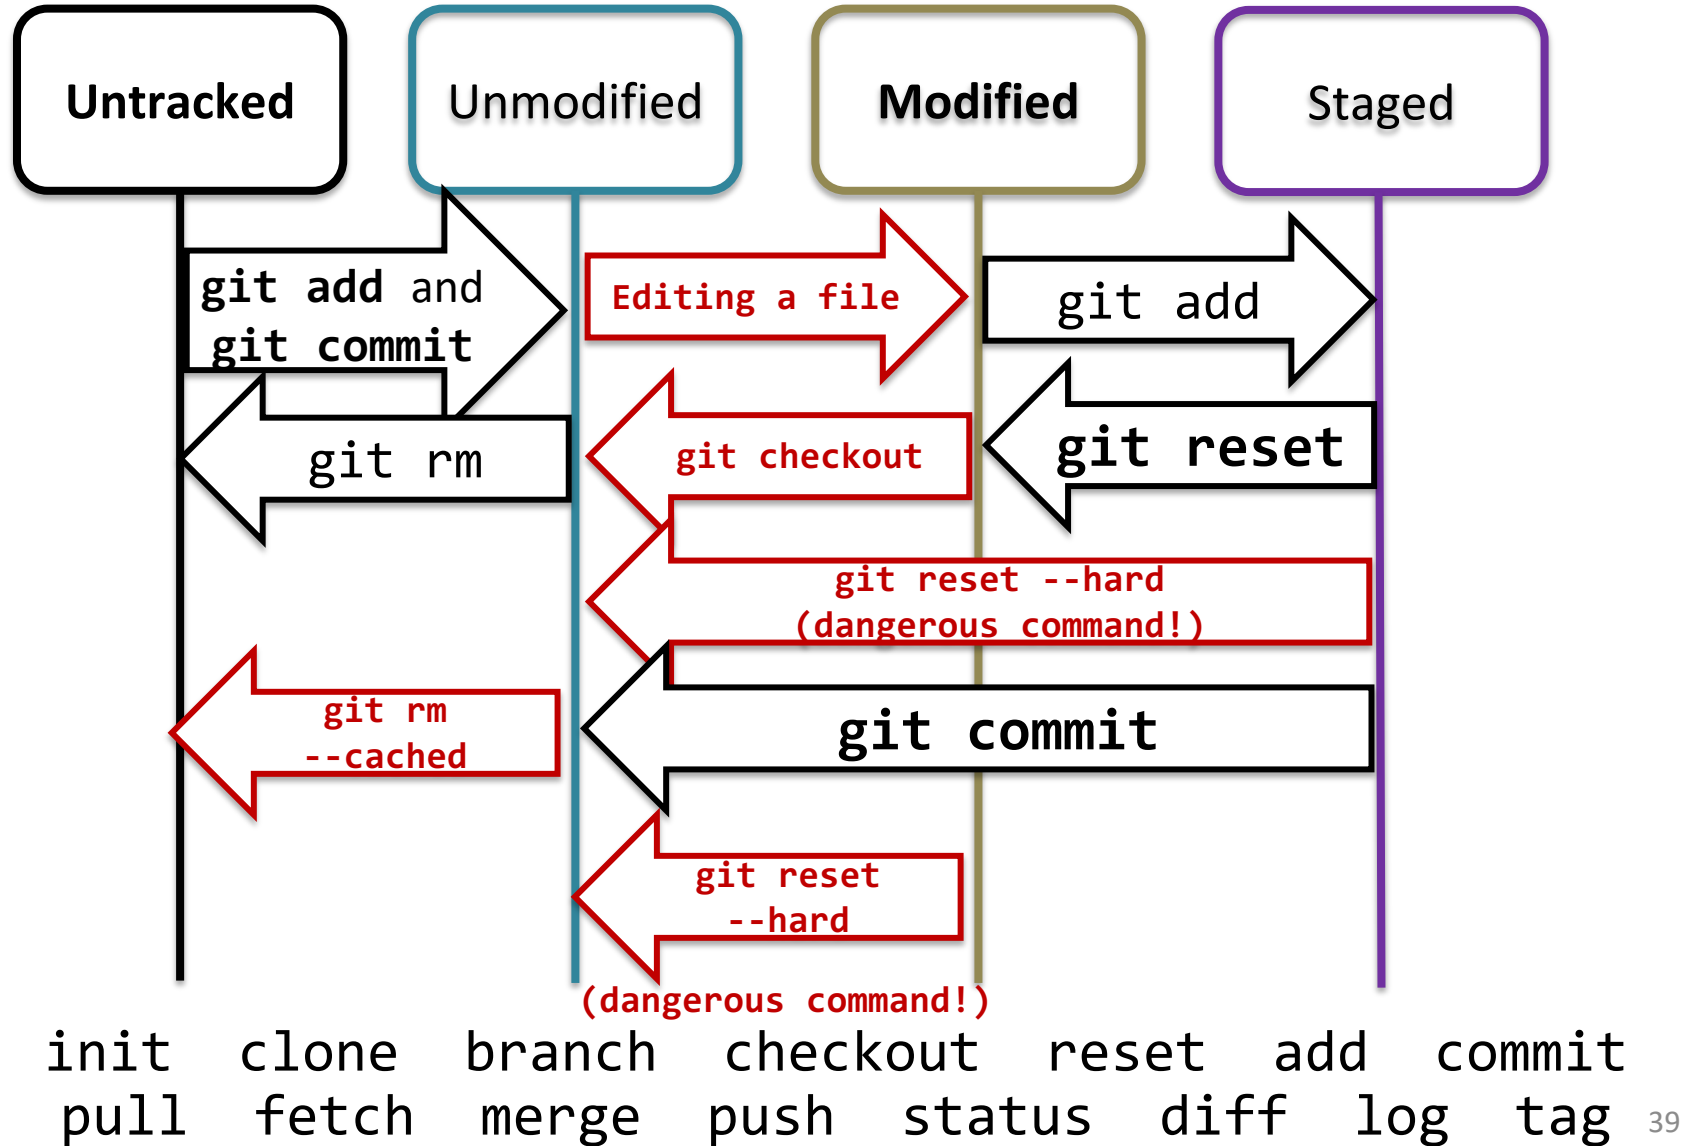 Untracked
Unmodified
Modified
Staged
git add and
git commit
Editing a file
git add
git rm
git checkout
git reset
git reset --hard
(dangerous command!)
git rm
--cached
git commit
git reset
--hard
(dangerous command!)
init clone branch checkout reset add commit
pull fetch merge push status diff log tag
39